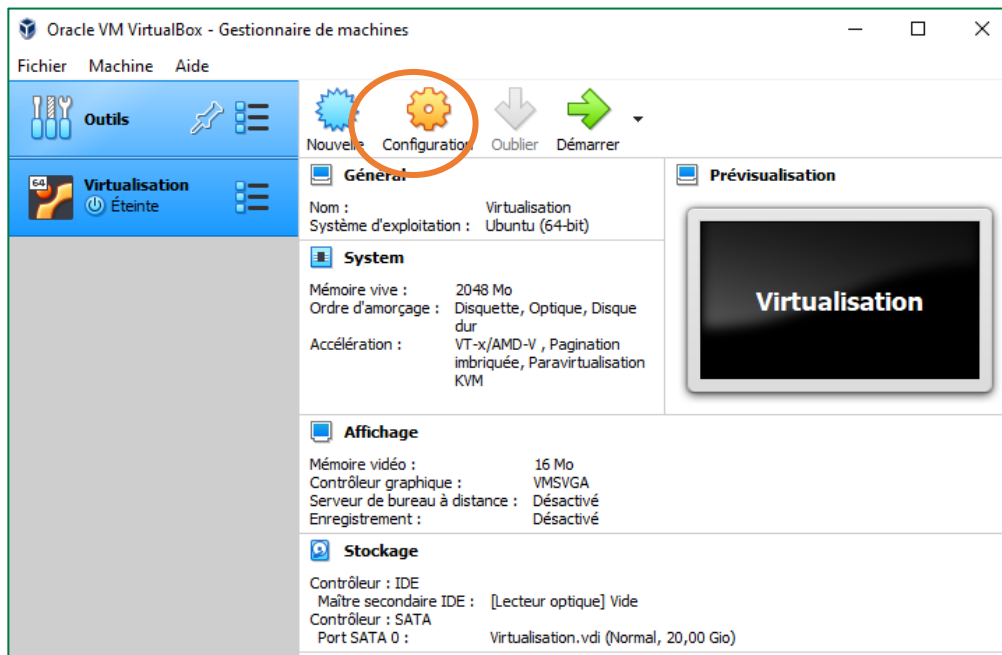 Oracle VM VirtualBox - Gestionnaire de machines
Fichier Machine Aide
Outils
Nouvelle Configuration Oublier Démarrer
64
Virtualisation
Éteinte
Général
Nom : Virtualisation
Système d'exploitation : Ubuntu (64-bit)
Prévisualisation
Virtualisation
System
Mémoire vive : 2048 Mo
Ordre d'amorçage : Disquette, Optique, Disque
dur
Accélération : VT-x/AMD-V , Pagination
imbriquée, Paravirtualisation
KVM
Affichage
Mémoire vidéo : 16 Mo
Contrôleur graphique : VMSVGA
Serveur de bureau à distance : Désactivé
Enregistrement : Désactivé
Stockage
Contrôleur : IDE
Maître secondaire IDE : [Lecteur optique] Vide
Contrôleur : SATA
Port SATA 0 : Virtualisation.vdi (Normal, 20,00 Gio)